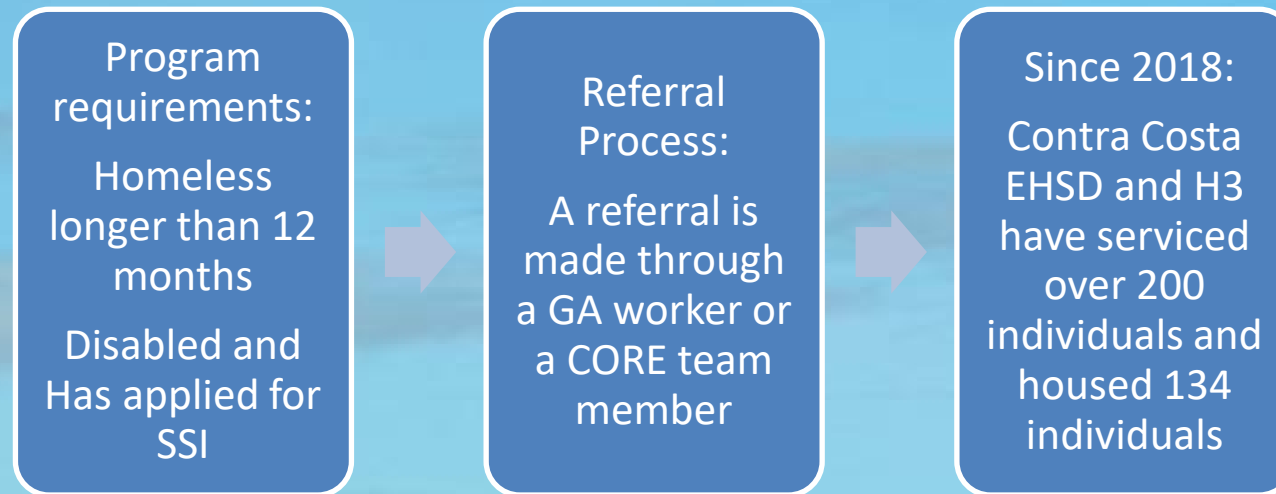 Program
requirements:
Homeless
longer than 12
months
Disabled and
Has applied for
SSI
Referral
Process:
A referral is
made through
a GA worker or
a CORE team
member
Since 2018:
Contra Costa
EHSD and H3
have serviced
over 200
individuals and
housed 134
individuals